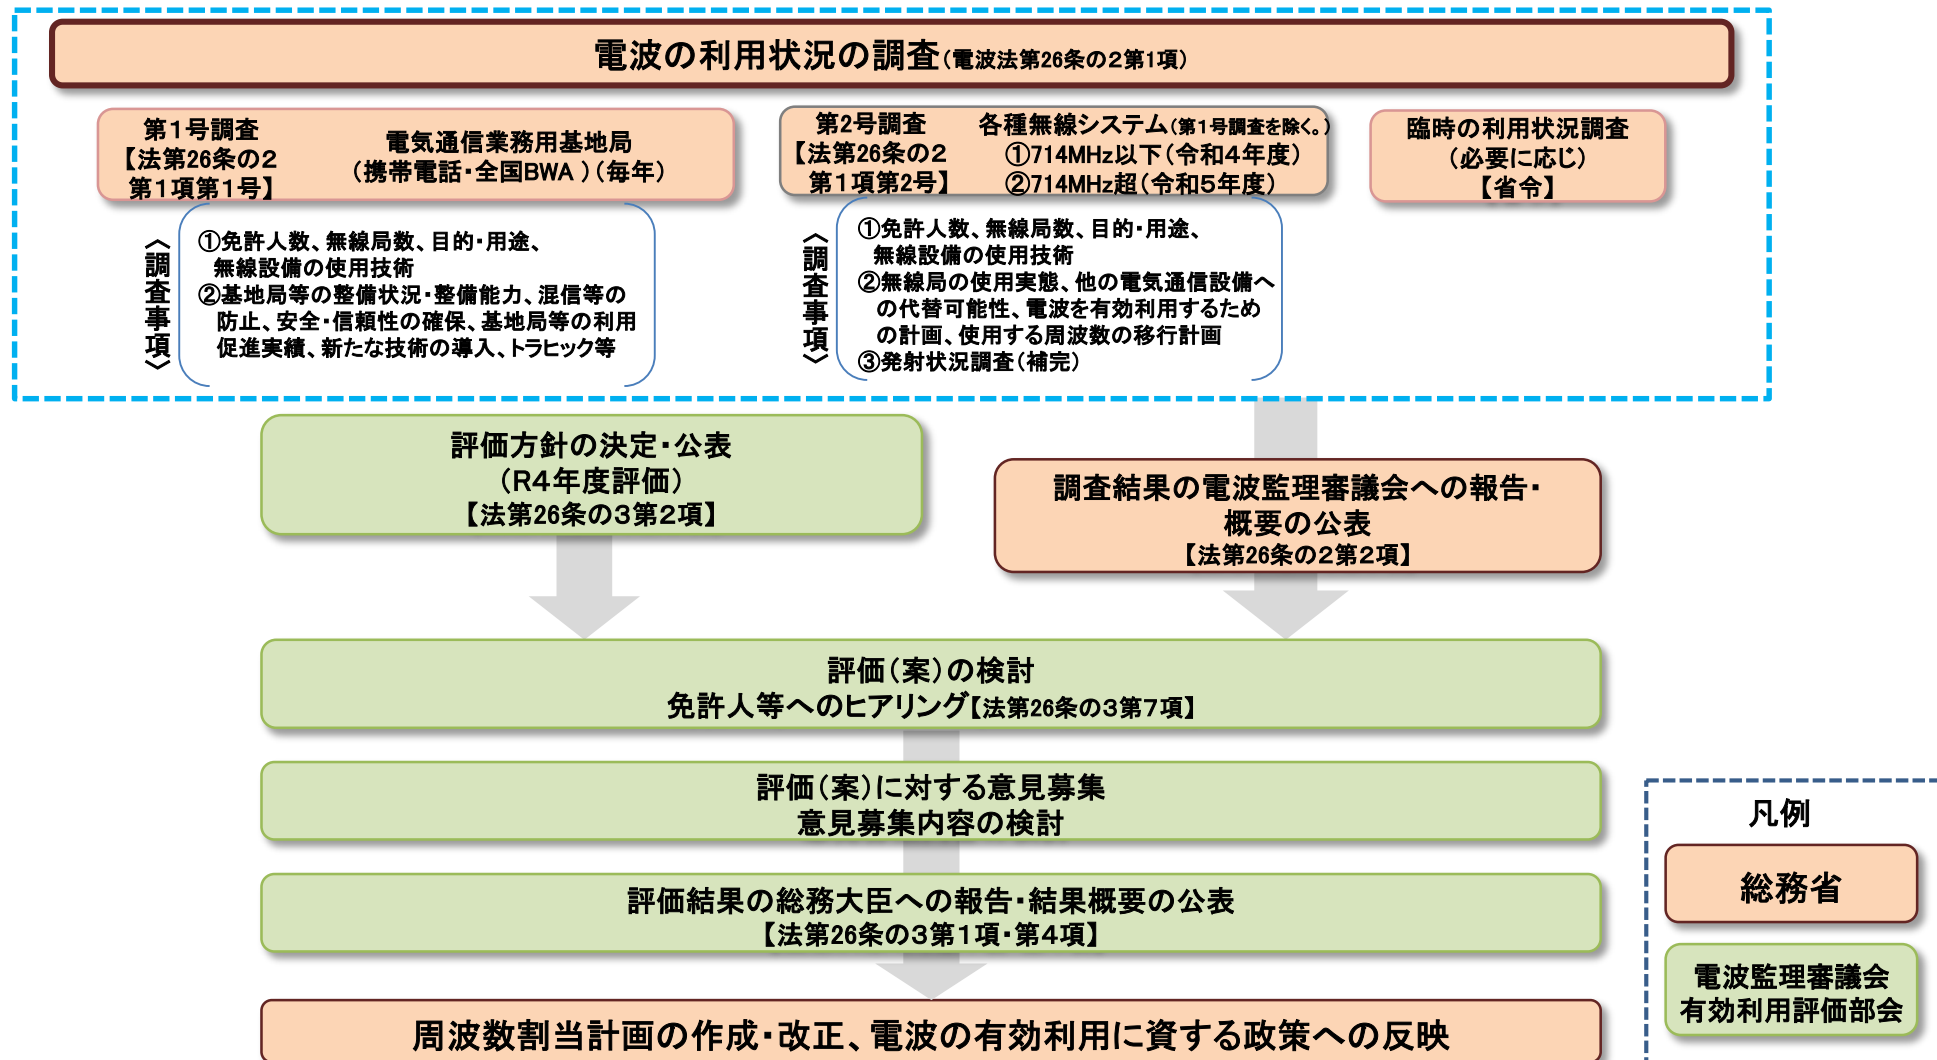 電波の利用状況の調査(電波法第26条の2第1項)
第1号調査
【法第26条の2
第1項第1号】
電気通信業務用基地局
(携帯電話・全国BWA)(毎年)
第2号調査
【法第26条の2
第1項第2号】
各種無線システム(第1号調査を除く。)
①714MHz以下(令和4年度)
②714MHz超(令和5年度)
臨時の利用状況調査
(必要に応じ)
【省令】
〈調査事項〉
①免許人数、無線局数、目的・用途、
無線設備の使用技術
②基地局等の整備状況・整備能力、混信等の
防止、安全・信頼性の確保、基地局等の利用
促進実績、新たな技術の導入、トラヒック等
〈調査事項〉
①免許人数、無線局数、目的・用途、
無線設備の使用技術
②無線局の使用実態、他の電気通信設備へ
の代替可能性、電波を有効利用するため
の計画、使用する周波数の移行計画
③発射状況調査(補完)
評価方針の決定・公表
(R4年度評価)
【法第26条の3第2項】
調査結果の電波監理審議会への報告・
概要の公表
【法第26条の2第2項】
評価(案)の検討
免許人等へのヒアリング【法第26条の3第7項】
評価(案)に対する意見募集
意見募集内容の検討
評価結果の総務大臣への報告・結果概要の公表
【法第26条の3第1項・第4項】
周波数割当計画の作成・改正、電波の有効利用に資する政策への反映
凡例
総務省
電波監理審議会
有効利用評価部会